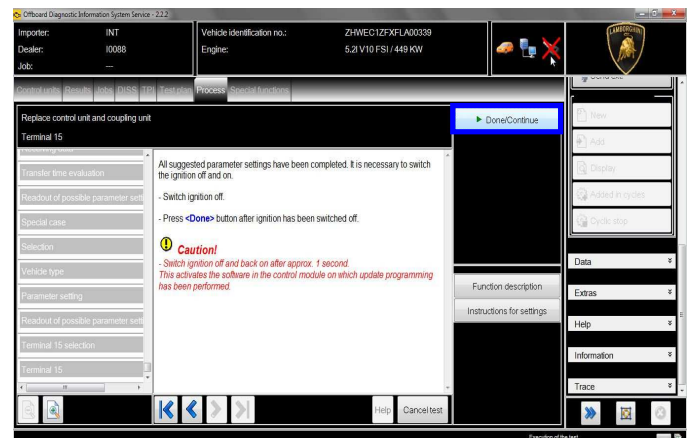 Offboard Diagnostic Information System Service - 2.2.2
Importer: INT
Dealer: I0088
Job: ---
Vehicle identification no.: ZHWEC1ZFXFLA00339
Engine: 5.2l V10 FSI / 449 KW
LAMBORGHINI
Control units Results Jobs DISS TPI Test plan Process Special functions
Replace control unit and coupling unit
Terminal 15
Done/Continue
Transfer time evaluation
Readout of possible parameter sett
Special case
Selection
Vehicle type
Parameter setting
Readout of possible parameter sett
Terminal 15 selection
Terminal 15
All suggested parameter settings have been completed. It is necessary to switch
the ignition off and on.
- Switch ignition off.
- Press <Done> button after ignition has been switched off.
Caution!
- Switch ignition off and back on after approx. 1 second.
This activates the software in the control module on which update programming
has been performed.
Function description
Instructions for settings
Help
Cancel test
New
Add
Display
Added in cycles
Cyclic stop
Data
Extras
Help
Information
Trace
Execution of the test